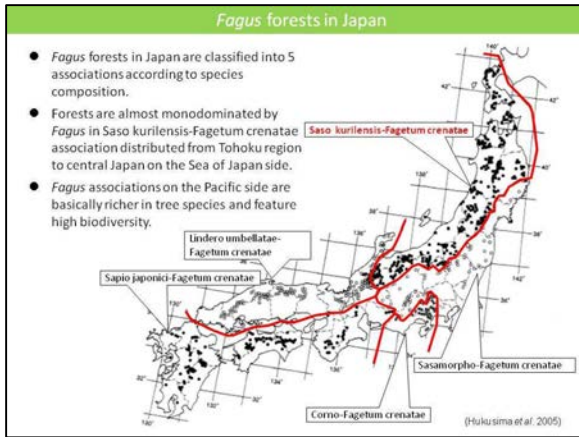 Fagus forests in Japan
● Fagus forests in Japan are classified into 5
associations according to species
composition.
● Forests are almost monodominated by
Fagus in Saso kurilensis-Fagetum crenatae
association distributed from Tohoku region
to central Japan on the Sea of Japan side.
● Fagus associations on the Pacific side are
basically richer in tree species and feature
high biodiversity.
Saso kurilensis-Fagetum crenatae
Lindero umbellatae-
Fagetum crenatae
Sapio japonici-Fagetum crenatae
Sasamorpho-Fagetum crenatae
Corno-Fagetum crenatae
(Hukusima et al. 2005)